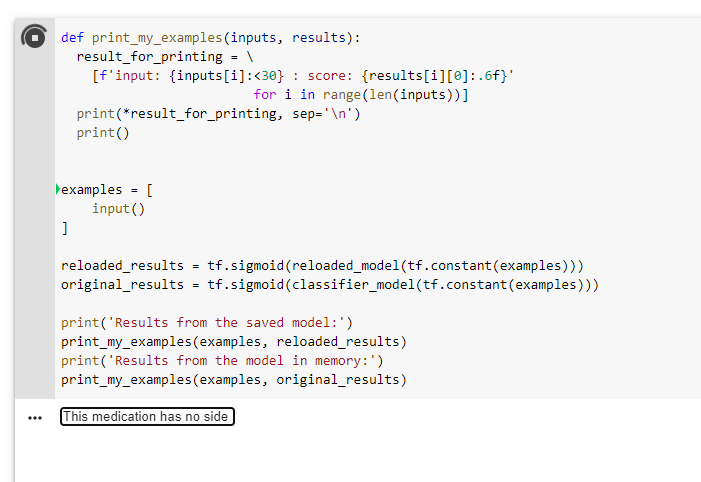 def print_my_examples(inputs, results):
  result_for_printing = \
    [f'input: {inputs[i]:<30} : score: {results[i][0]:.6f}'
                         for i in range(len(inputs))]
  print(*result_for_printing, sep='\n')
  print()
examples = [
    input()
]
reloaded_results = tf.sigmoid(reloaded_model(tf.constant(examples)))
original_results = tf.sigmoid(classifier_model(tf.constant(examples)))
print('Results from the saved model:')
print_my_examples(examples, reloaded_results)
print('Results from the model in memory:')
print_my_examples(examples, original_results)
This medication has no side